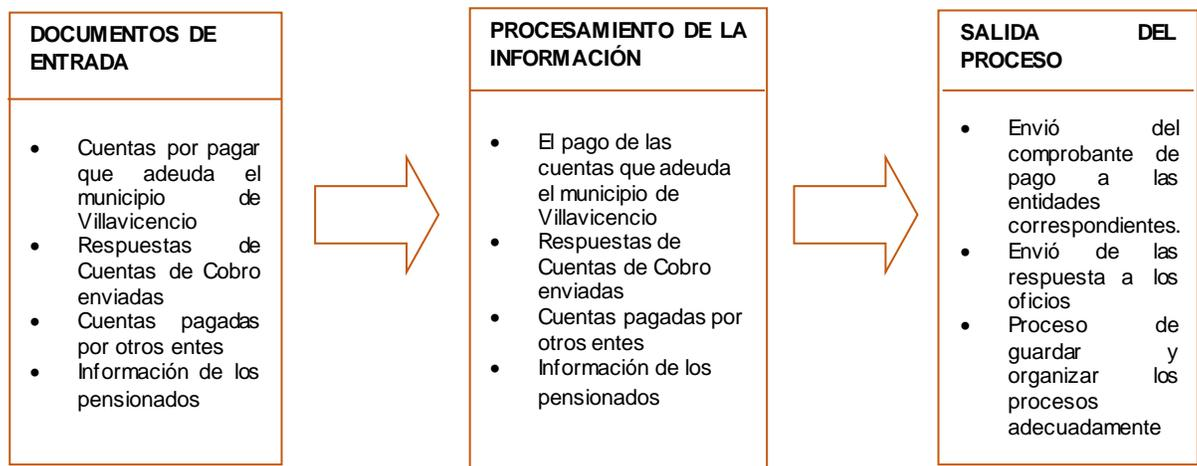 DOCUMENTOS DE
ENTRADA
• Cuentas por pagar
que adeuda el
municipio de
Villavicencio
• Respuestas de
Cuentas de Cobro
enviadas
• Cuentas pagadas
por otros entes
• Información de los
pensionados
PROCESAMIENTO DE LA
INFORMACIÓN
• El pago de las
cuentas que adeuda
el municipio de
Villavicencio
• Respuestas de
Cuentas de Cobro
enviadas
• Cuentas pagadas por
otros entes
• Información de los
pensionados
SALIDA DEL
PROCESO
• Envió del
comprobante de
pago a las
entidades
correspondientes.
• Envió de las
respuesta a los
oficios
• Proceso de
guardar y
organizar los
procesos
adecuadamente